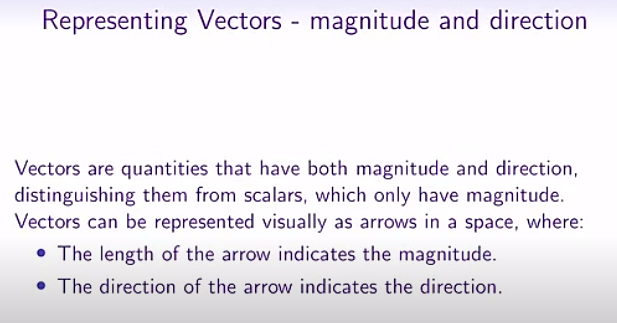 Representing Vectors - magnitude and direction
Vectors are quantities that have both magnitude and direction,
distinguishing them from scalars, which only have magnitude.
Vectors can be represented visually as arrows in a space, where:
• The length of the arrow indicates the magnitude.
• The direction of the arrow indicates the direction.